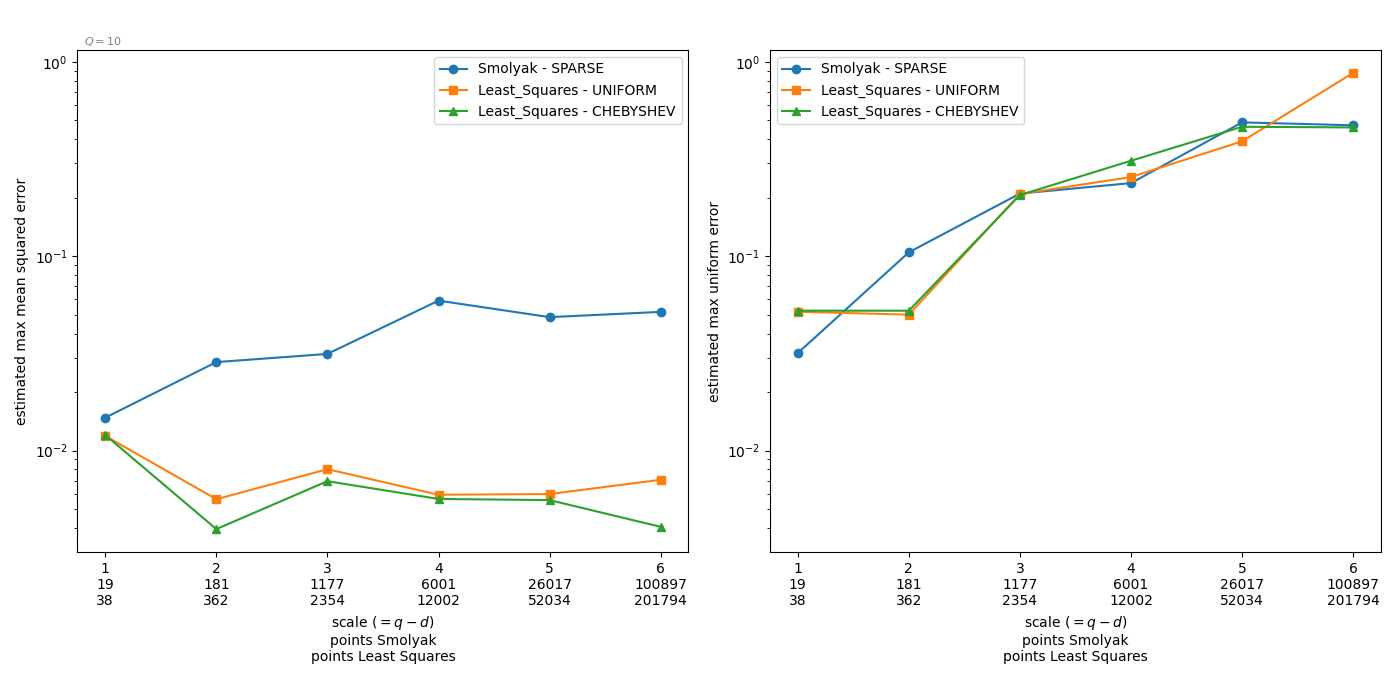 Q = 10
estimated max mean squared error
10⁰
10⁻¹
10⁻²
Smolyak - SPARSE
Least_Squares - UNIFORM
Least_Squares - CHEBYSHEV
1 2 3 4 5 6
19 181 1177 6001 26017 100897
38 362 2354 12002 52034 201794
scale (= q − d)
points Smolyak
points Least Squares
estimated max uniform error
10⁰
10⁻¹
10⁻²
Smolyak - SPARSE
Least_Squares - UNIFORM
Least_Squares - CHEBYSHEV
1 2 3 4 5 6
19 181 1177 6001 26017 100897
38 362 2354 12002 52034 201794
scale (= q − d)
points Smolyak
points Least Squares